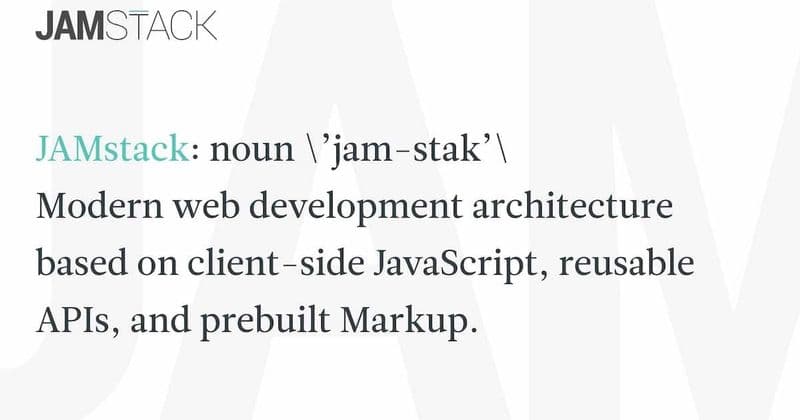 JAMSTACK
JAMstack: noun \’jam-stak’\
Modern web development architecture
based on client-side JavaScript, reusable
APIs, and prebuilt Markup.